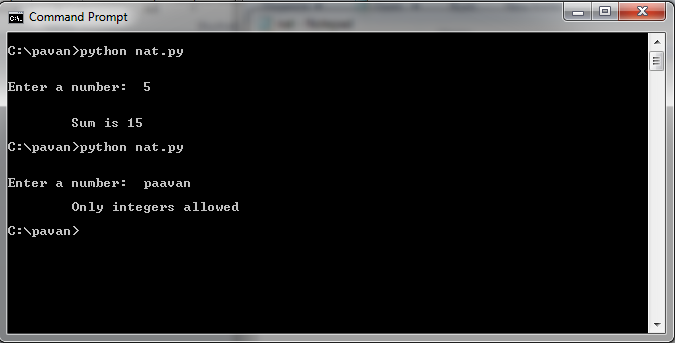 Command Prompt
C:\pavan>python nat.py
Enter a number:  5
Sum is 15
C:\pavan>python nat.py
Enter a number:  paavan
Only integers allowed
C:\pavan>